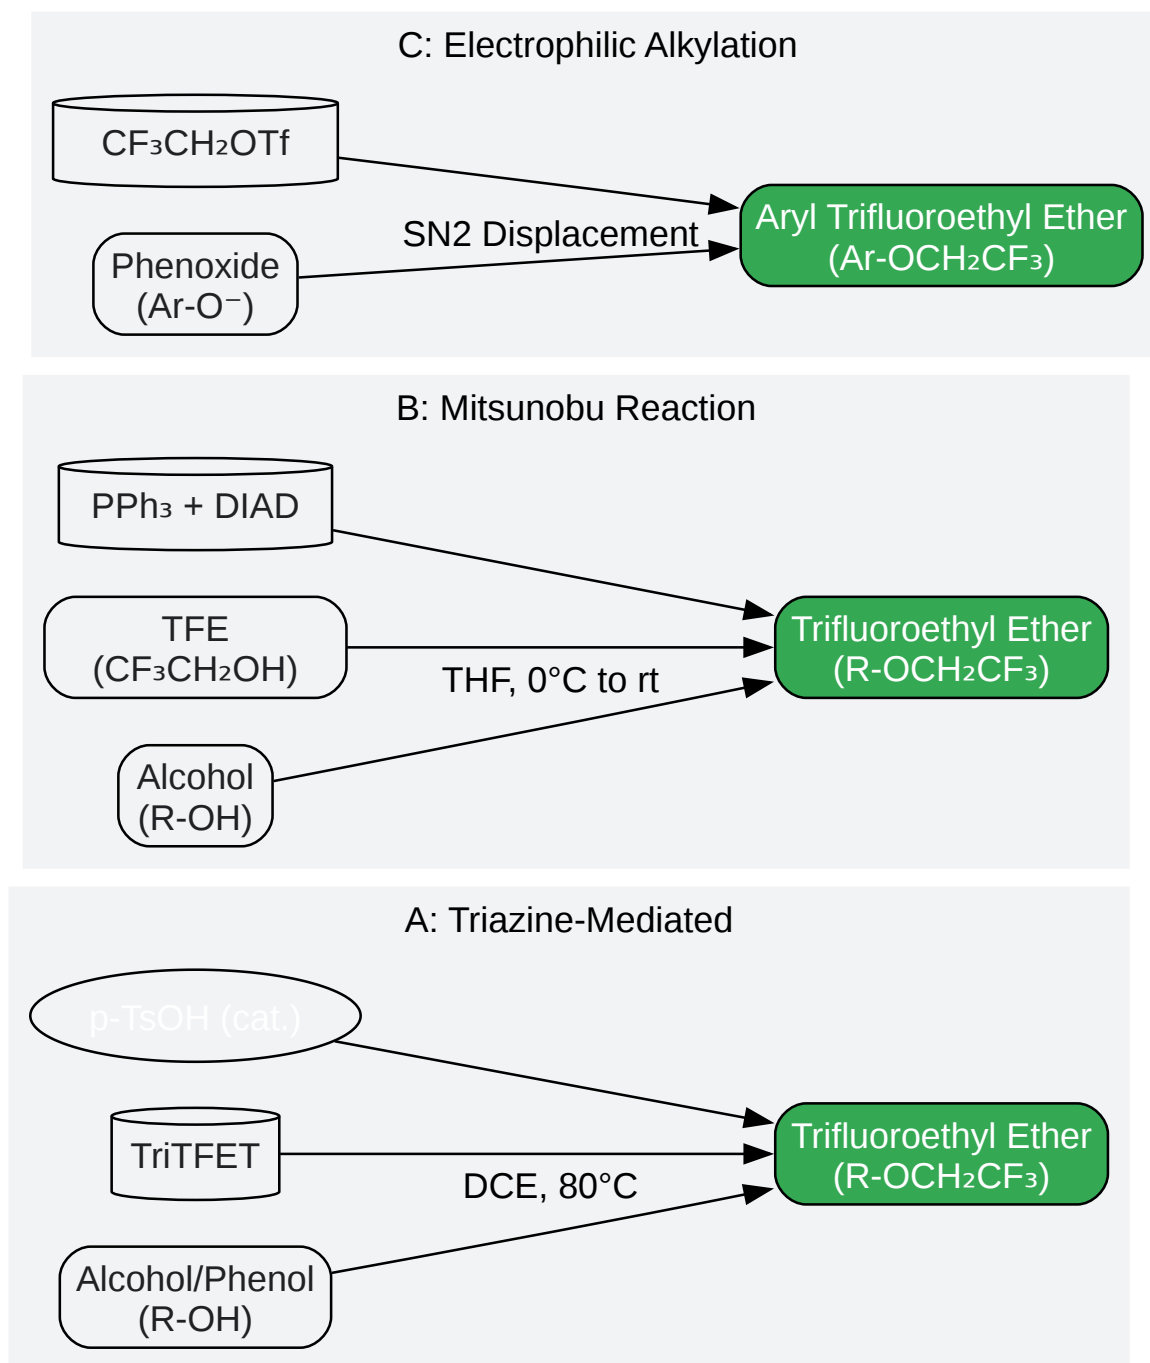 C: Electrophilic Alkylation
CF₃CH₂OTf
SN2 Displacement
Aryl Trifluoroethyl Ether
(Ar-OCH₂CF₃)
Phenoxide
(Ar-O⁻)
B: Mitsunobu Reaction
PPh₃ + DIAD
TFE
(CF₃CH₂OH)
THF, 0°C to rt
Trifluoroethyl Ether
(R-OCH₂CF₃)
Alcohol
(R-OH)
A: Triazine-Mediated
p-TsOH (cat.)
TriTFET
DCE, 80°C
Trifluoroethyl Ether
(R-OCH₂CF₃)
Alcohol/Phenol
(R-OH)